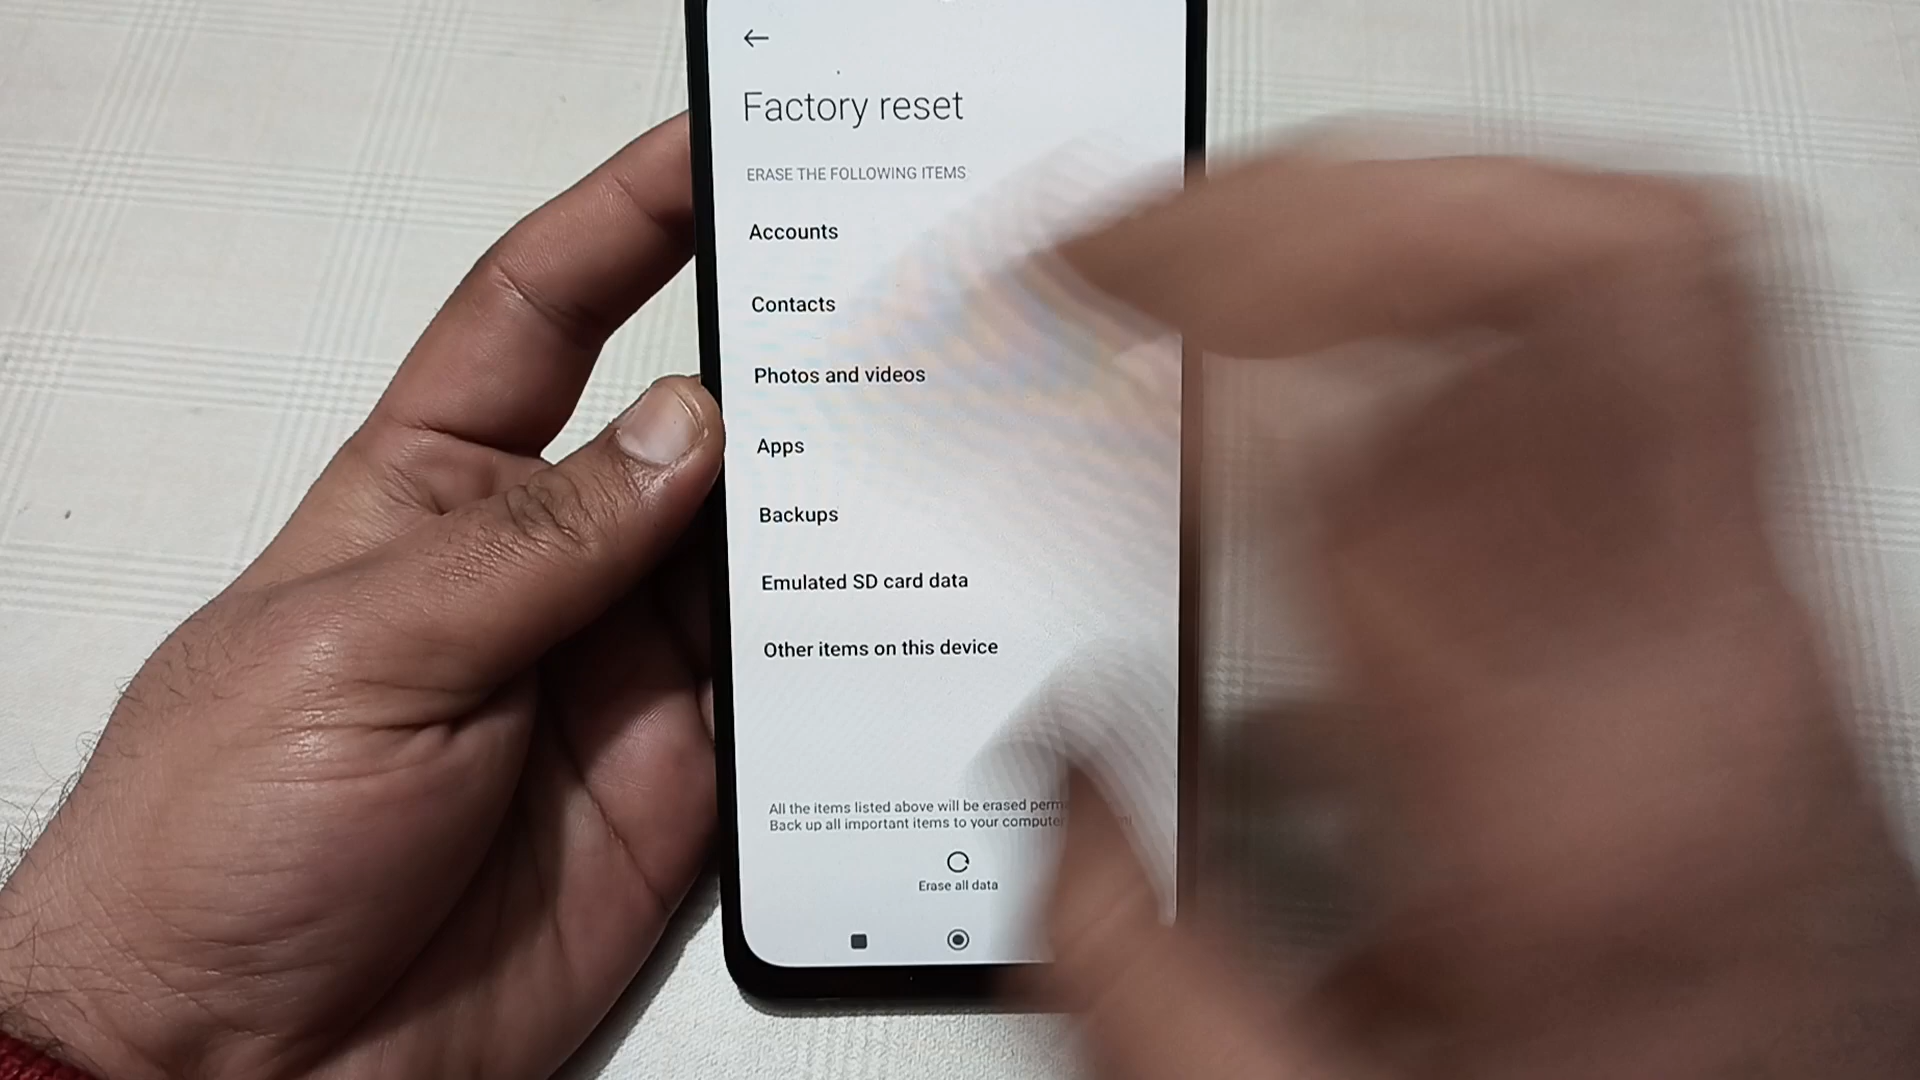 Factory reset
ERASE THE FOLLOWING ITEMS
Accounts
Contacts
Photos and videos
Apps
Backups
Emulated SD card data
Other items on this device
All the items listed above will be erased
Back up all important items to your computer
Erase all data